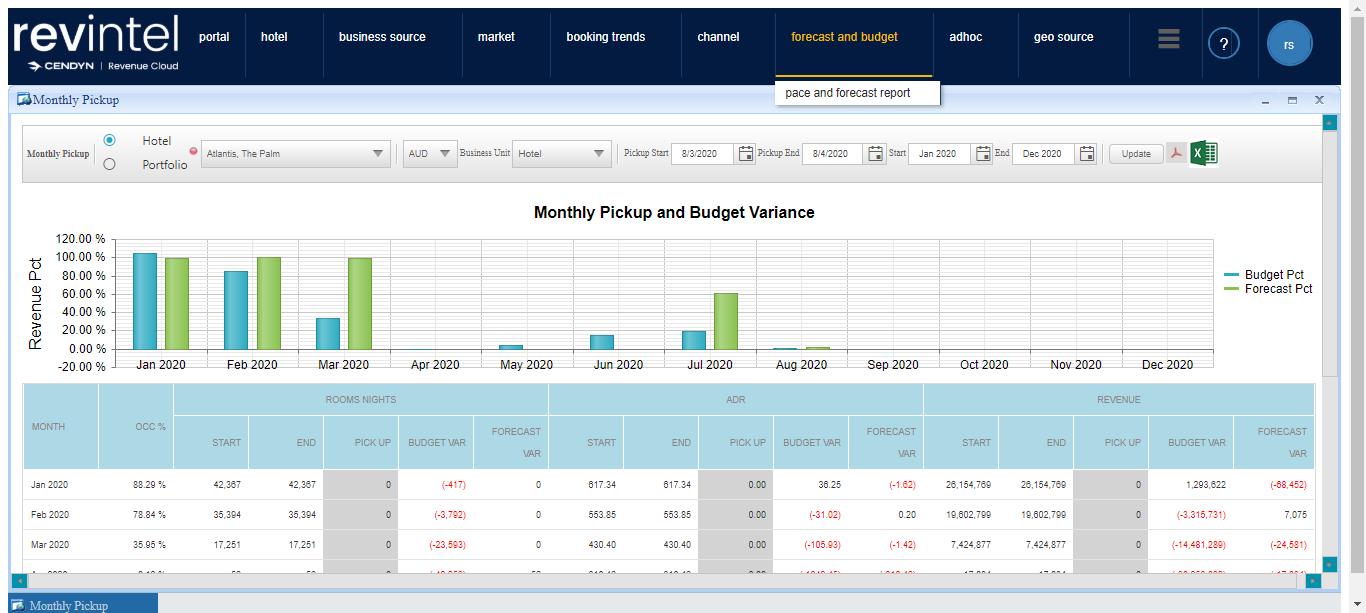 revintel
CENDYN | Revenue Cloud
portal hotel business source market booking trends channel forecast and budget adhoc geo source ? rs
pace and forecast report
Monthly Pickup
Monthly Pickup Hotel Portfolio Atlantis, The Palm AUD Business Unit Hotel Pickup Start 8/3/2020 Pickup End 8/4/2020 Start Jan 2020 End Dec 2020 Update
Monthly Pickup and Budget Variance
Revenue Pct
120.00 %
100.00 %
80.00 %
60.00 %
40.00 %
20.00 %
0.00 %
-20.00 %
Jan 2020 Feb 2020 Mar 2020 Apr 2020 May 2020 Jun 2020 Jul 2020 Aug 2020 Sep 2020 Oct 2020 Nov 2020 Dec 2020
Budget Pct
Forecast Pct
ROOMS NIGHTS ADR REVENUE
MONTH OCC % START END PICK UP BUDGET VAR FORECAST VAR START END PICK UP BUDGET VAR FORECAST VAR START END PICK UP BUDGET VAR FORECAST VAR
Jan 2020 88.29 % 42,367 42,367 0 (-417) 0 617.34 617.34 0.00 36.25 (-1.62) 26,154,769 26,154,769 0 1,293,622 (-68,452)
Feb 2020 78.84 % 35,394 35,394 0 (-3,792) 0 553.85 553.85 0.00 (-31.02) 0.20 19,602,799 19,602,799 0 (-3,315,731) 7,075
Mar 2020 35.95 % 17,251 17,251 0 (-23,593) 0 430.40 430.40 0.00 (-105.93) (-1.42) 7,424,877 7,424,877 0 (-14,481,289) (-24,581)
Monthly Pickup